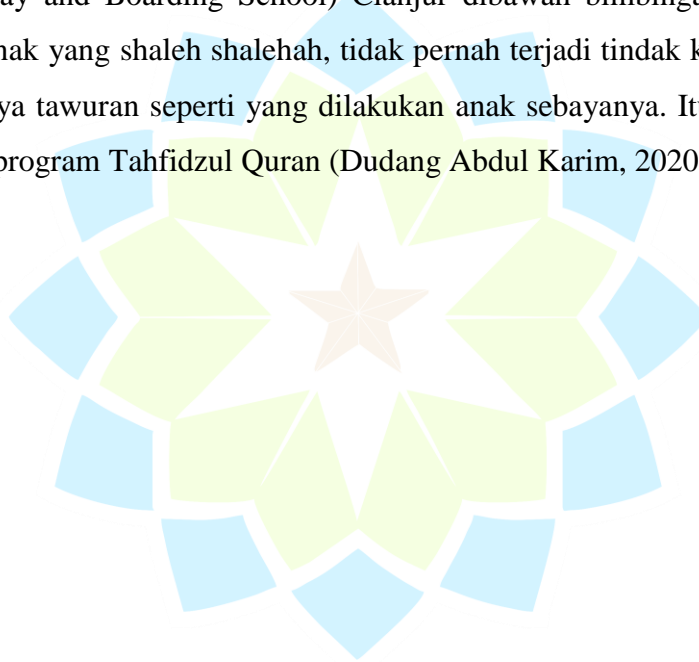 ay and Boarding School) Cianjur dibawah bimbinga
nak yang shaleh shalehah, tidak pernah terjadi tindak k
ya tawuran seperti yang dilakukan anak sebayanya. It
program Tahfidzul Quran (Dudang Abdul Karim, 2020